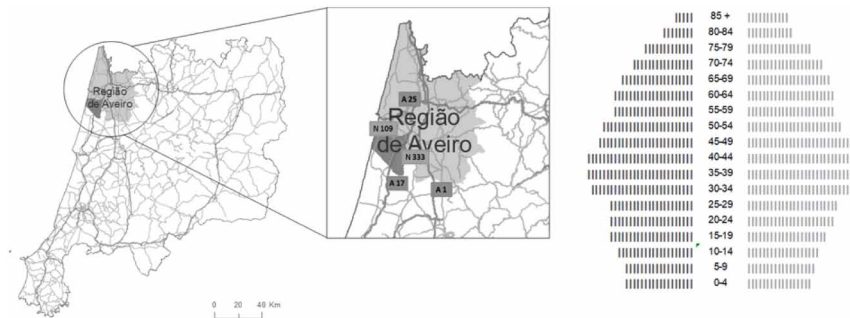 Região
de Aveiro
0 20 40 Km
A 25
Região
N 109
de Aveiro
N 333
A 17
A 1
85 +
80-84
75-79
70-74
65-69
60-64
55-59
50-54
45-49
40-44
35-39
30-34
25-29
20-24
15-19
10-14
5-9
0-4